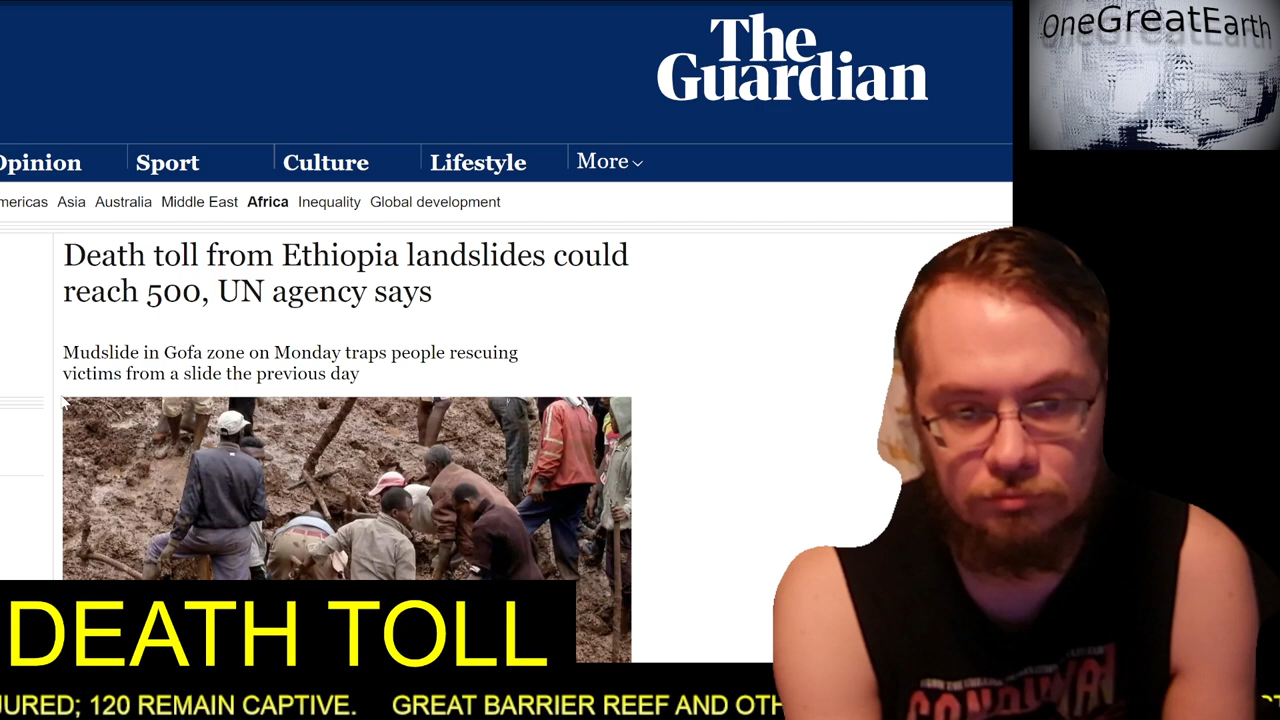 The
Guardian
OneGreatEarth
Opinion
Sport
Culture
Lifestyle
More
mericas Asia Australia Middle East Africa Inequality Global development
Death toll from Ethiopia landslides could
reach 500, UN agency says
Mudslide in Gofa zone on Monday traps people rescuing
victims from a slide the previous day
DEATH TOLL
JURED; 120 REMAIN CAPTIVE. GREAT BARRIER REEF AND OTH